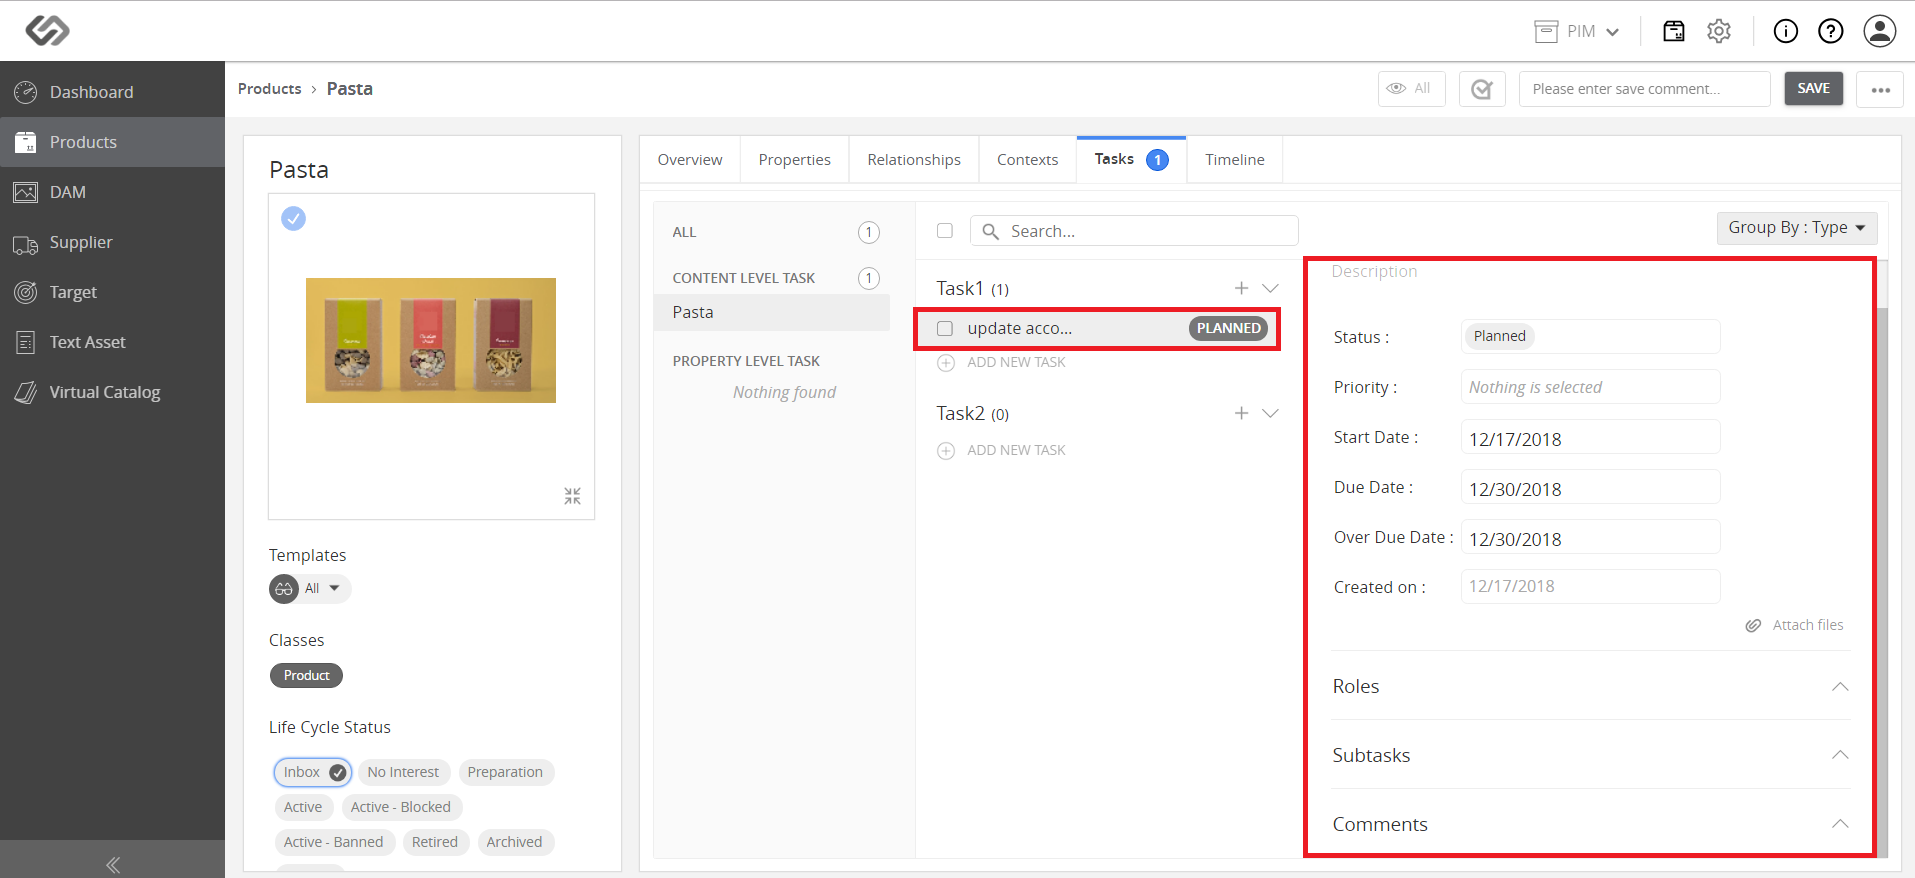 PIM
Dashboard
Products
DAM
Supplier
Target
Text Asset
Virtual Catalog
Products › Pasta
All
Please enter save comment...
SAVE
Pasta
Templates
All
Classes
Product
Life Cycle Status
Inbox
No Interest
Preparation
Active
Active - Blocked
Active - Banned
Retired
Archived
Overview
Properties
Relationships
Contexts
Tasks 1
Timeline
ALL 1
CONTENT LEVEL TASK 1
Pasta
PROPERTY LEVEL TASK
Nothing found
Search...
Group By : Type
Task1 (1)
update acco... PLANNED
ADD NEW TASK
Task2 (0)
ADD NEW TASK
Description
Status : Planned
Priority : Nothing is selected
Start Date : 12/17/2018
Due Date : 12/30/2018
Over Due Date : 12/30/2018
Created on : 12/17/2018
Attach files
Roles
Subtasks
Comments